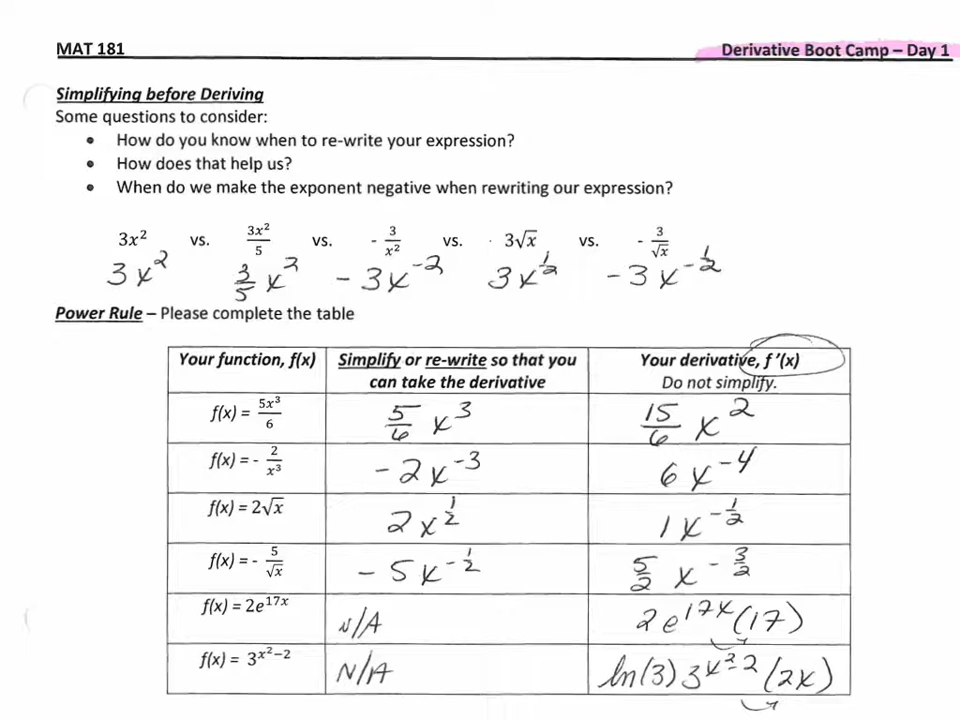 MAT 181 Derivative Boot Camp – Day 1
Simplifying before Deriving
Some questions to consider:
• How do you know when to re-write your expression?
• How does that help us?
• When do we make the exponent negative when rewriting our expression?
3x² vs. 3x²/5 vs. - 3/x² vs. 3√x vs. - 3/√x
3x² 3/5 x² -3x^-2 3x^1/2 -3x^-1/2
Power Rule – Please complete the table
Your function, f(x) Simplify or re-write so that you can take the derivative Your derivative, f '(x) Do not simplify.
f(x) = 5x³/6 5/6 x³ 15/6 x²
f(x) = - 2/x³ -2x^-3 6x^-4
f(x) = 2√x 2x^1/2 1x^-1/2
f(x) = - 5/√x -5x^-1/2 5/2 x^-3/2
f(x) = 2e^17x N/A 2e^17x (17)
f(x) = 3^x²-2 N/A ln(3) 3^x²-2 (2x)